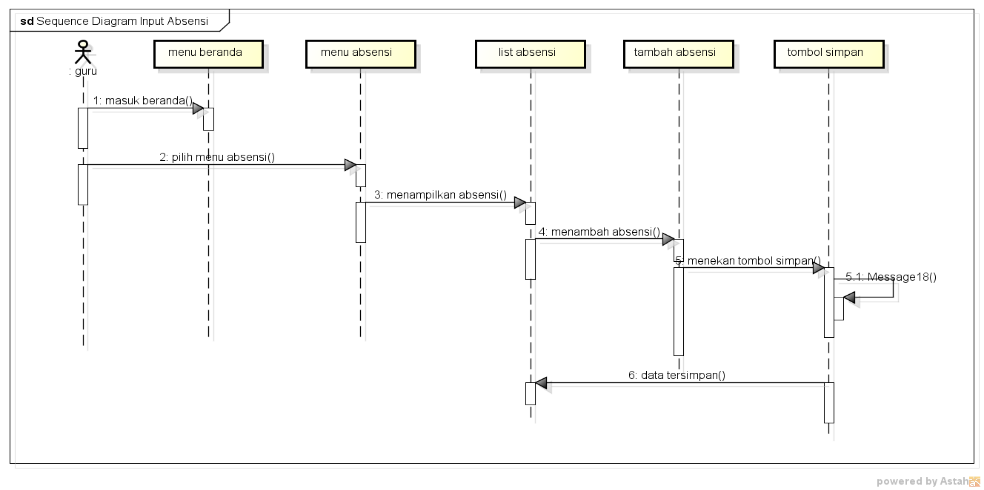 sd Sequence Diagram Input Absensi
: guru
menu beranda
menu absensi
list absensi
tambah absensi
tombol simpan
1: masuk beranda()
2: pilih menu absensi()
3: menampilkan absensi()
4: menambah absensi()
5: menekan tombol simpan()
5.1: Message18()
6: data tersimpan()
powered by Astah